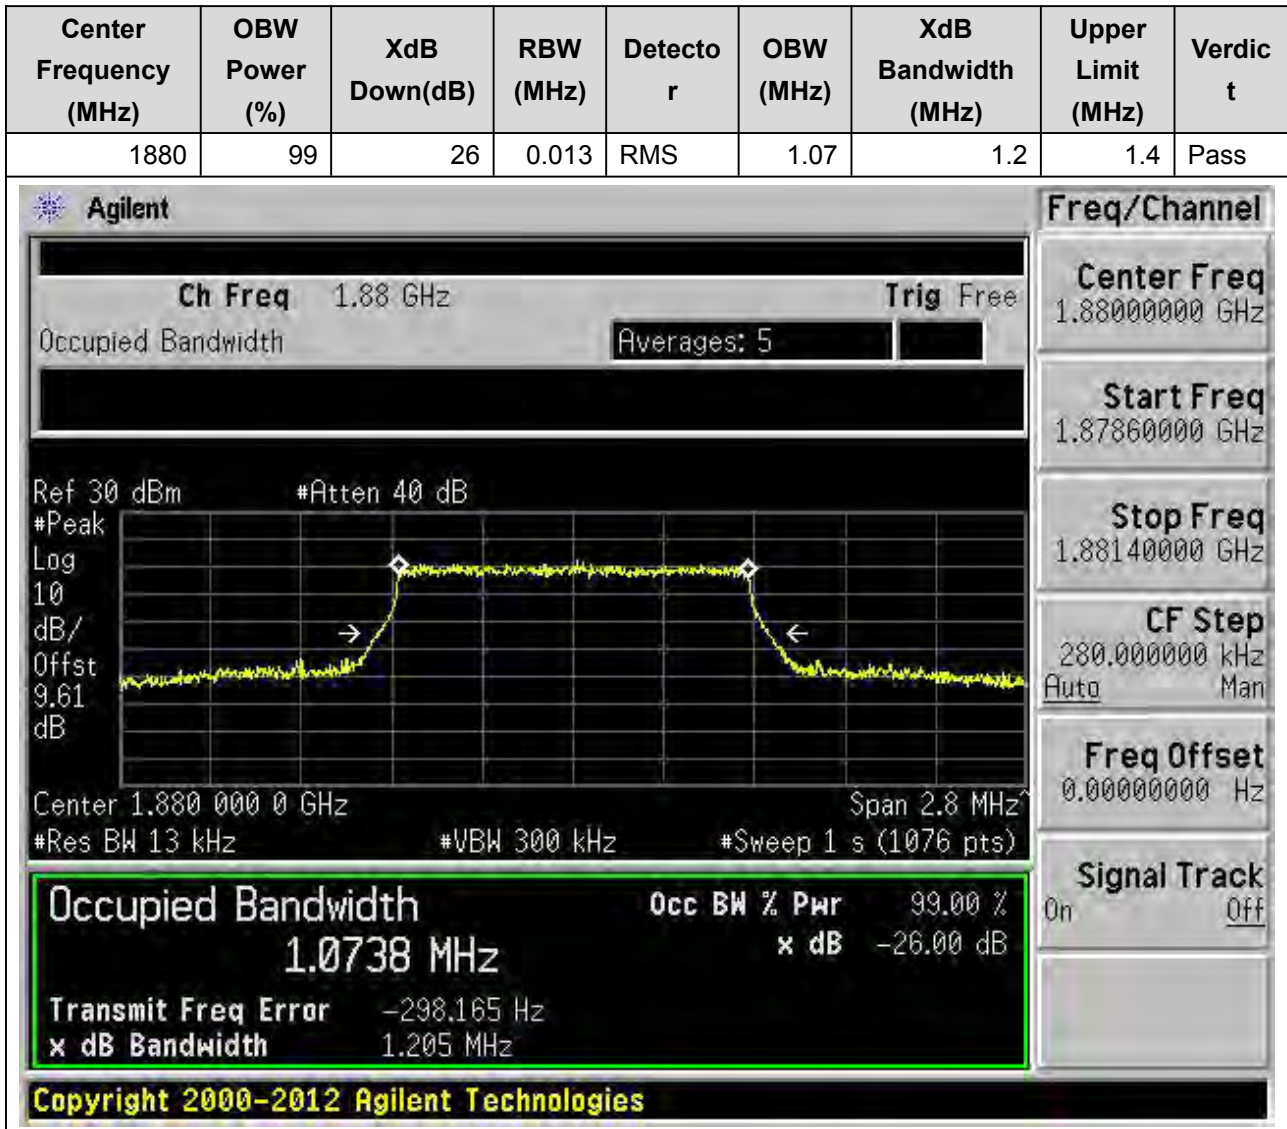 Center Frequency (MHz) OBW Power (%) XdB Down(dB) RBW (MHz) Detecto r OBW (MHz) XdB Bandwidth (MHz) Upper Limit (MHz) Verdic t
1880 99 26 0.013 RMS 1.07 1.2 1.4 Pass
Agilent
Freq/Channel
Ch Freq 1.88 GHz Trig Free
Occupied Bandwidth Averages: 5
Center Freq
1.88000000 GHz
Start Freq
1.87860000 GHz
Stop Freq
1.88140000 GHz
CF Step
280.000000 kHz
Auto Man
Freq Offset
0.00000000 Hz
Signal Track
On Off
Ref 30 dBm #Atten 40 dB
#Peak
Log
10
dB/
Offst
9.61
dB
Center 1.880 000 0 GHz Span 2.8 MHz^
#Res BW 13 kHz #VBW 300 kHz #Sweep 1 s (1076 pts)
Occupied Bandwidth Occ BW % Pwr 99.00 %
1.0738 MHz x dB -26.00 dB
Transmit Freq Error -298.165 Hz
x dB Bandwidth 1.205 MHz
Copyright 2000-2012 Agilent Technologies